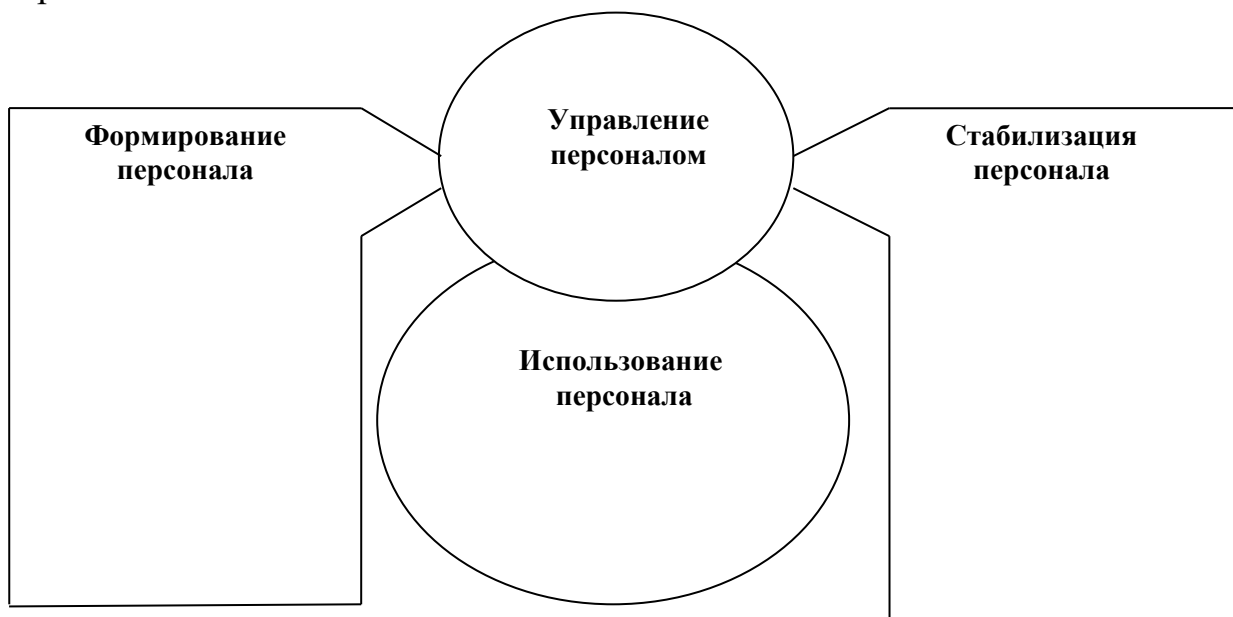 Формирование
персонала
Управление
персоналом
Стабилизация
персонала
Использование
персонала